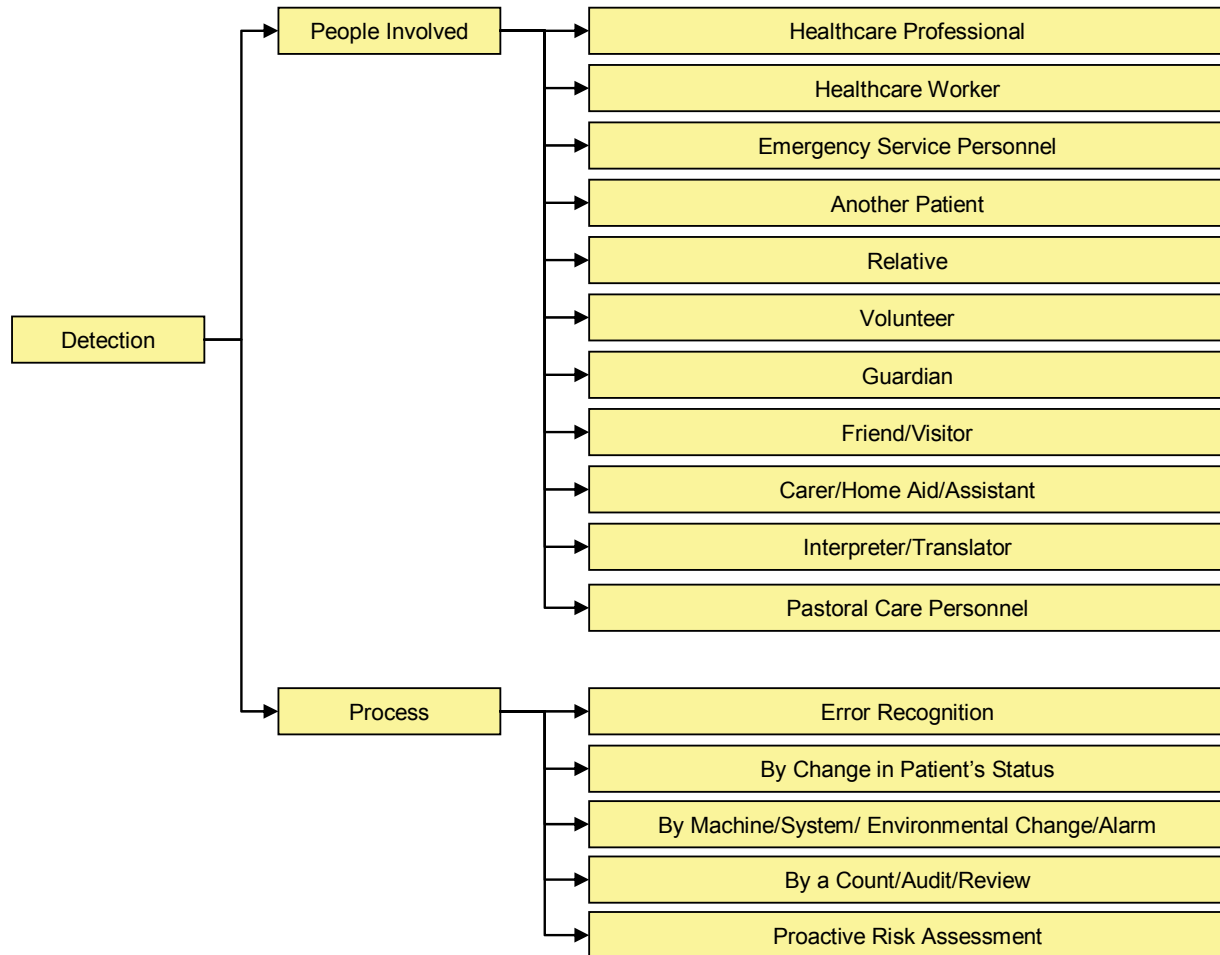 People Involved
Healthcare Professional
Healthcare Worker
Emergency Service Personnel
Another Patient
Relative
Volunteer
Detection
Guardian
Friend/Visitor
Carer/Home Aid/Assistant
Interpreter/Translator
Pastoral Care Personnel
Process
Error Recognition
By Change in Patient’s Status
By Machine/System/ Environmental Change/Alarm
By a Count/Audit/Review
Proactive Risk Assessment